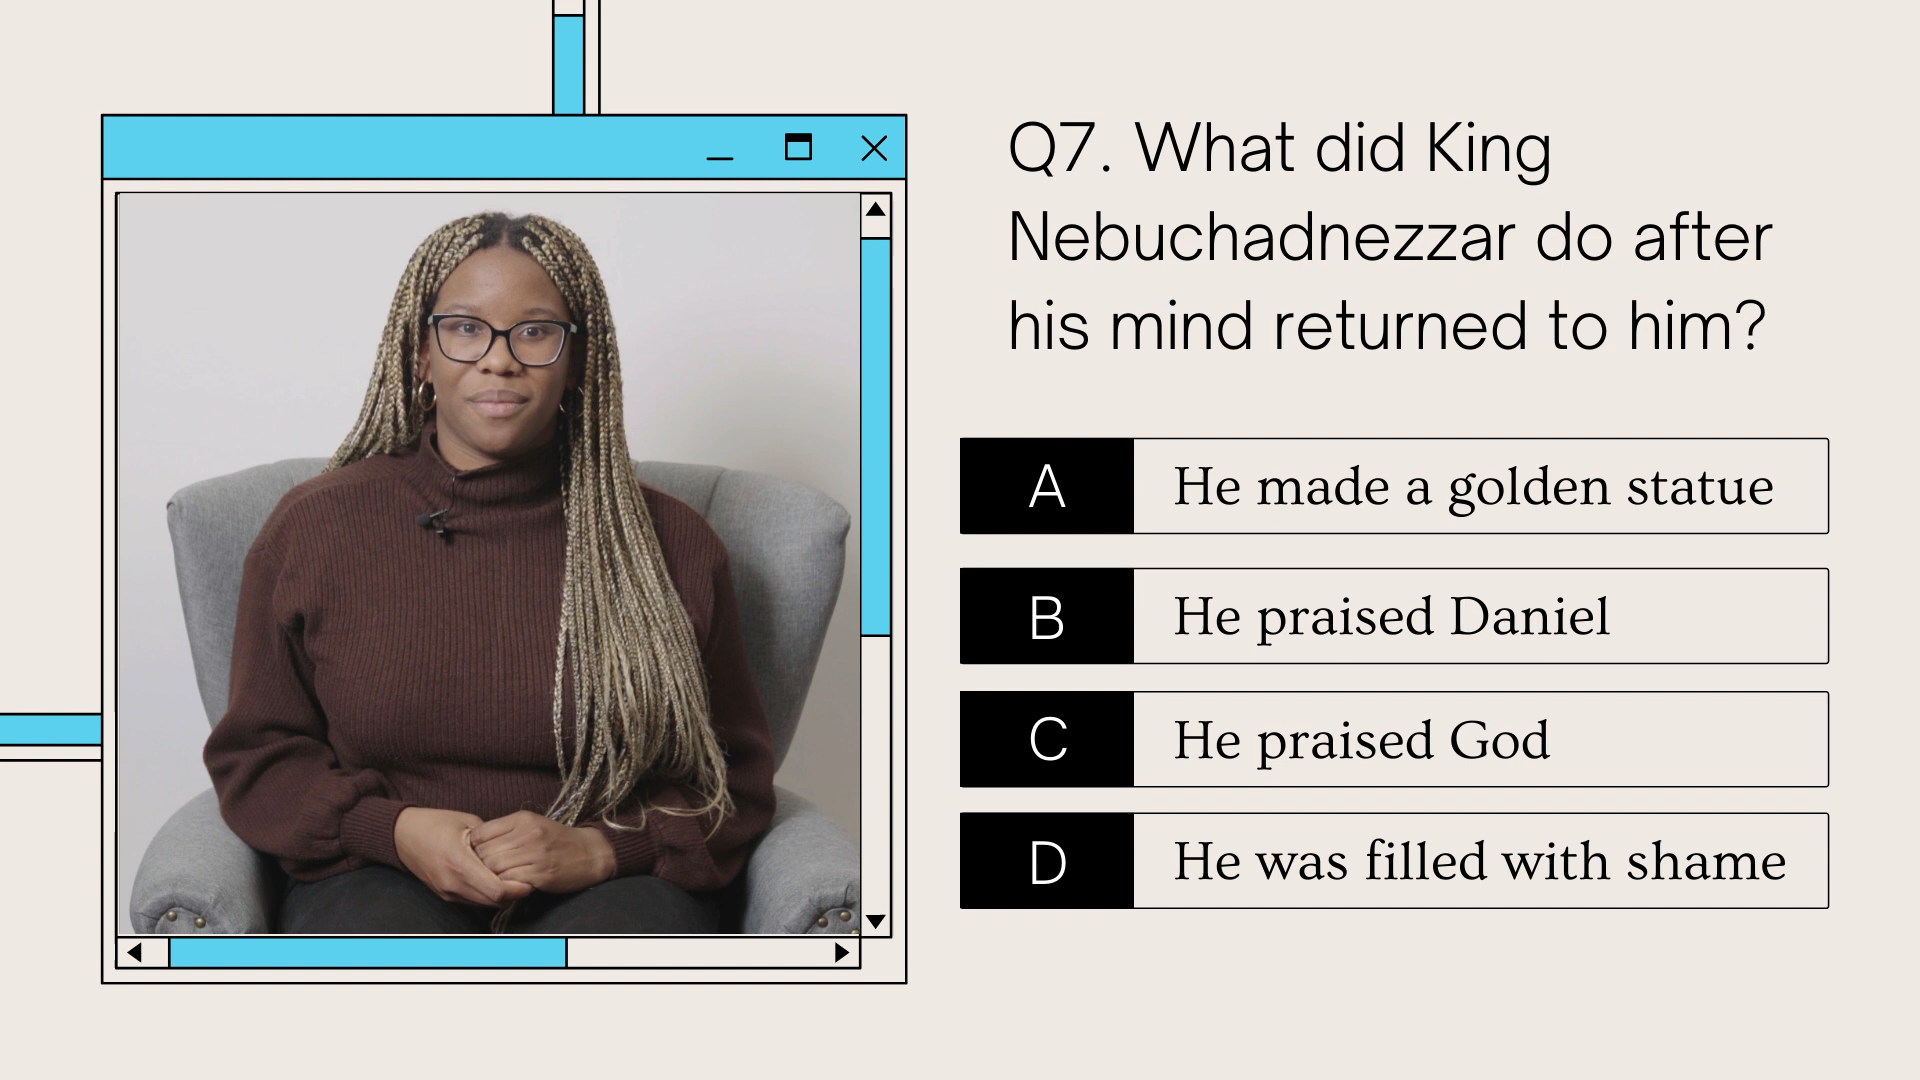 Q7. What did King
Nebuchadnezzar do after
his mind returned to him?
A He made a golden statue
B He praised Daniel
C He praised God
D He was filled with shame